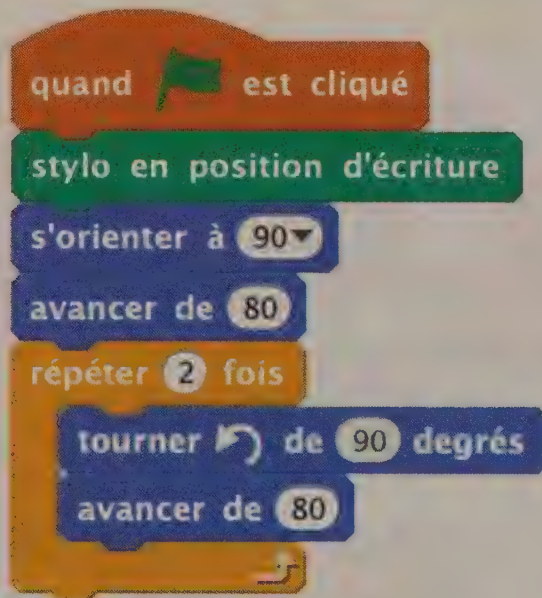 quand est cliqué
stylo en position d'écriture
s'orienter à 90
avancer de 80
répéter 2 fois
tourner de 90 degrés
avancer de 80